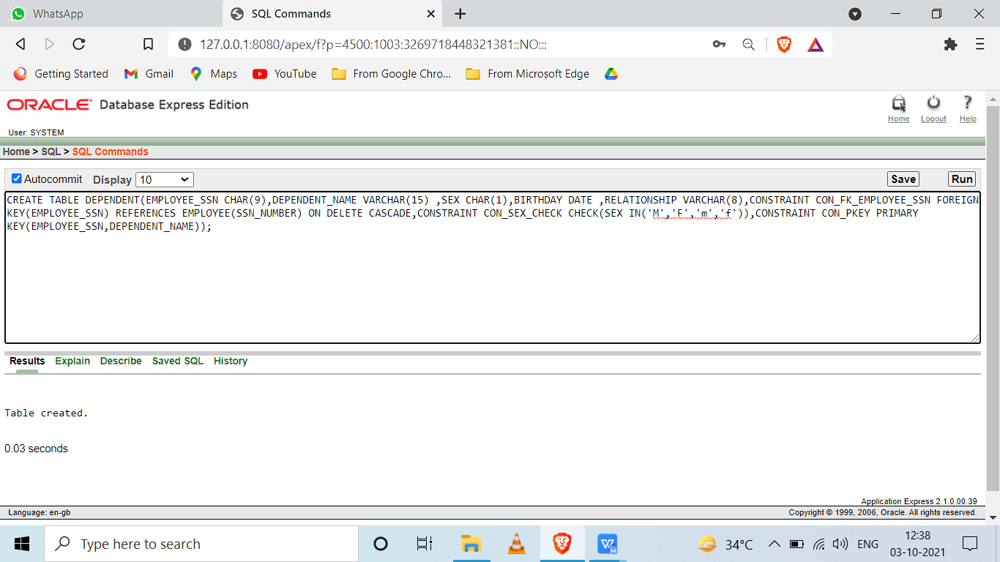 WhatsApp
SQL Commands
127.0.0.1:8080/apex/f?p=4500:1003:3269718448321381::NO:::
Getting Started Gmail Maps YouTube From Google Chro... From Microsoft Edge
ORACLE Database Express Edition
Home Logout Help
User: SYSTEM
Home > SQL > SQL Commands
Autocommit Display 10 Save Run
CREATE TABLE DEPENDENT(EMPLOYEE_SSN CHAR(9),DEPENDENT_NAME VARCHAR(15) ,SEX CHAR(1),BIRTHDAY DATE ,RELATIONSHIP VARCHAR(8),CONSTRAINT CON_FK_EMPLOYEE_SSN FOREIGN
KEY(EMPLOYEE_SSN) REFERENCES EMPLOYEE(SSN_NUMBER) ON DELETE CASCADE,CONSTRAINT CON_SEX_CHECK CHECK(SEX IN('M','F','m','f')),CONSTRAINT CON_PKEY PRIMARY
KEY(EMPLOYEE_SSN,DEPENDENT_NAME));
Results Explain Describe Saved SQL History
Table created.
0.03 seconds
Application Express 2.1.0.00.39
Language: en-gb Copyright © 1999, 2006, Oracle. All rights reserved.
Type here to search 34°C ENG 12:38
03-10-2021